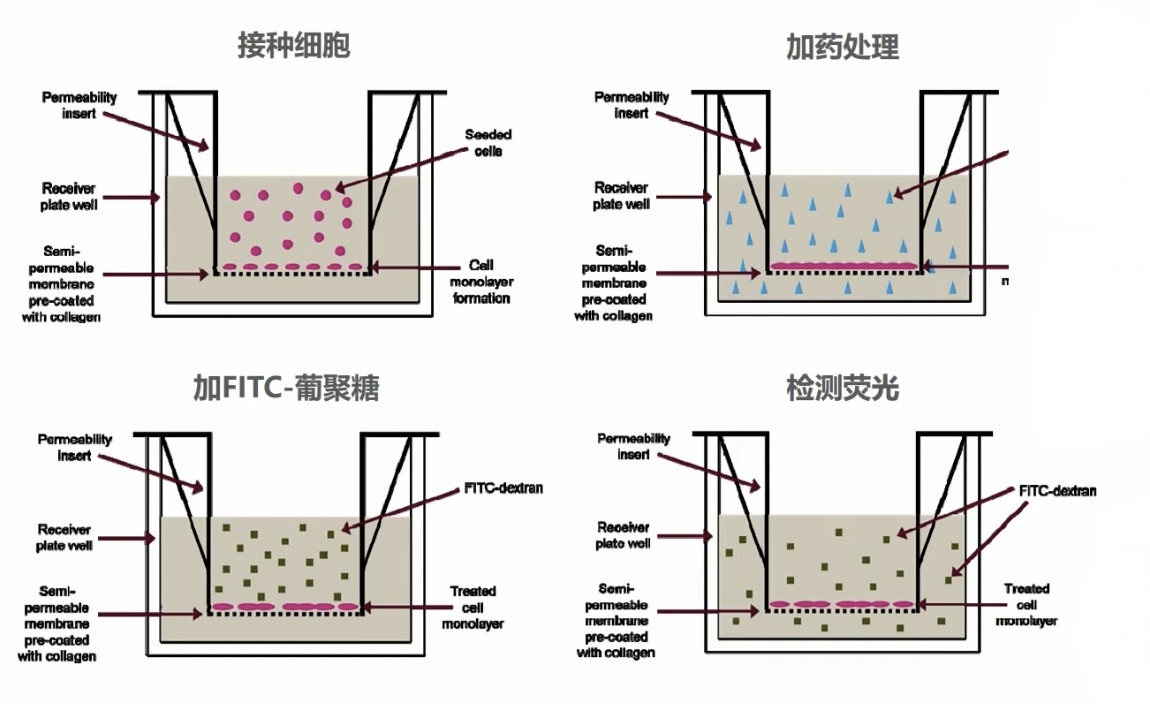 接种细胞
Permeability
insert
Seeded
cells
Receiver
plate well
Semi-
permeable
membrane
pre-coated
with collagen
Cell
monolayer
formation
加药处理
Permeability
insert
Receiver
plate well
Semi-
permeable
membrane
pre-coated
with collagen
加FITC-葡聚糖
Permeability
insert
FITC-dextran
Receiver
plate well
Semi-
permeable
membrane
pre-coated
with collagen
Treated
cell
monolayer
检测荧光
Permeability
insert
FITC-dextran
Receiver
plate well
Semi-
permeable
membrane
pre-coated
with collagen
Treated
cell
monolayer